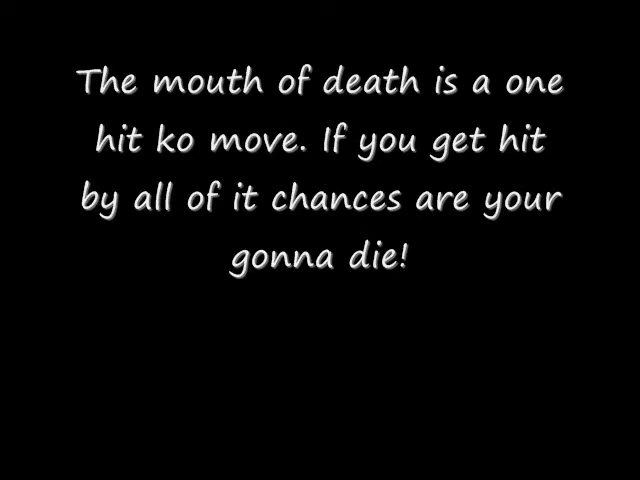 The mouth of death is a one
hit ko move. If you get hit
by all of it chances are your
gonna die!